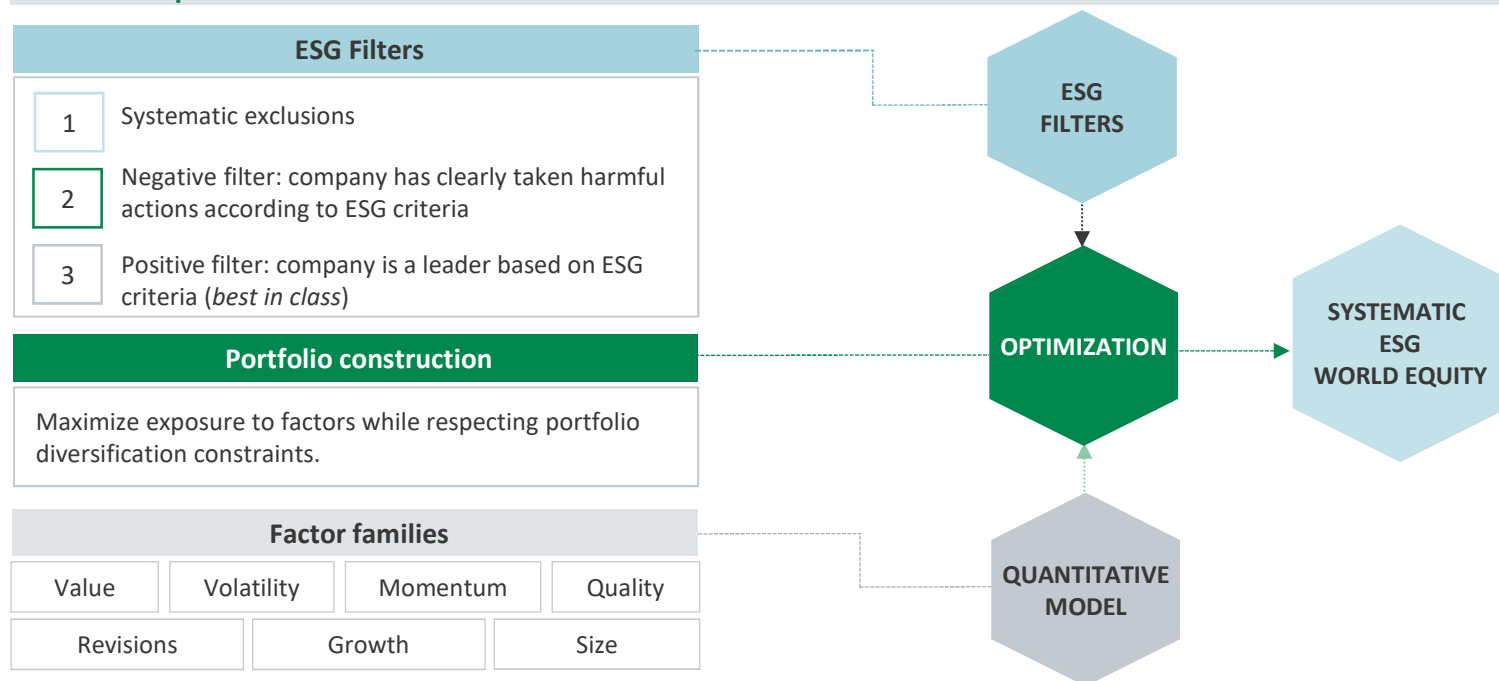 ESG Filters
1
Systematic exclusions
2
Negative filter: company has clearly taken harmful
actions according to ESG criteria
3
Positive filter: company is a leader based on ESG
criteria (best in class)
Portfolio construction
Maximize exposure to factors while respecting portfolio
diversification constraints.
Factor families
Value
Volatility
Momentum
Quality
Revisions
Growth
Size
ESG
FILTERS
OPTIMIZATION
SYSTEMATIC
ESG
WORLD EQUITY
QUANTITATIVE
MODEL